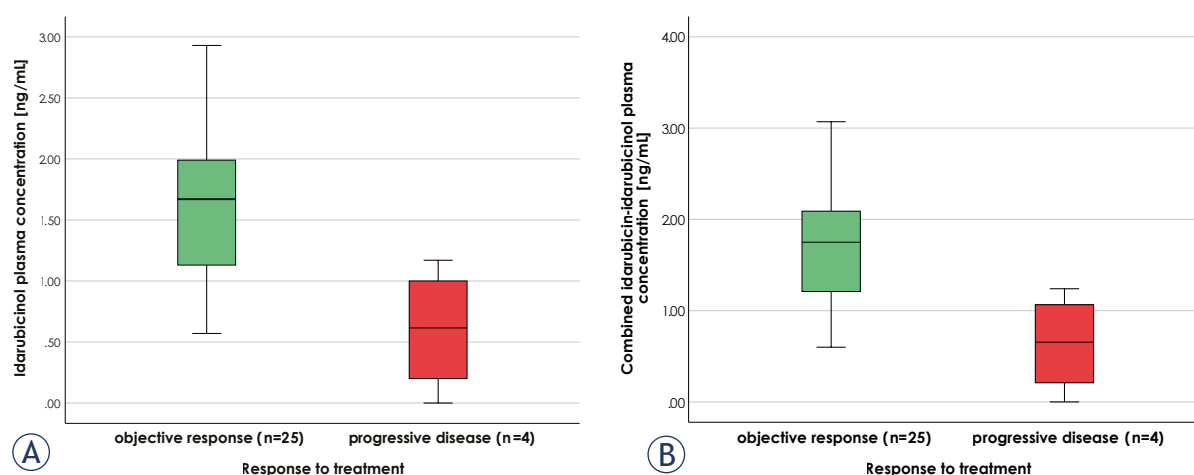 Idarubicinol plasma concentration [ng/mL]
3.00
2.50
2.00
1.50
1.00
.50
.00
objective response (n=25)
progressive disease (n=4)
Response to treatment
A
Combined idarubicin-idarubicinol plasma
concentration [ng/mL]
4.00
3.00
2.00
1.00
.00
objective response (n=25)
progressive disease (n=4)
Response to treatment
B